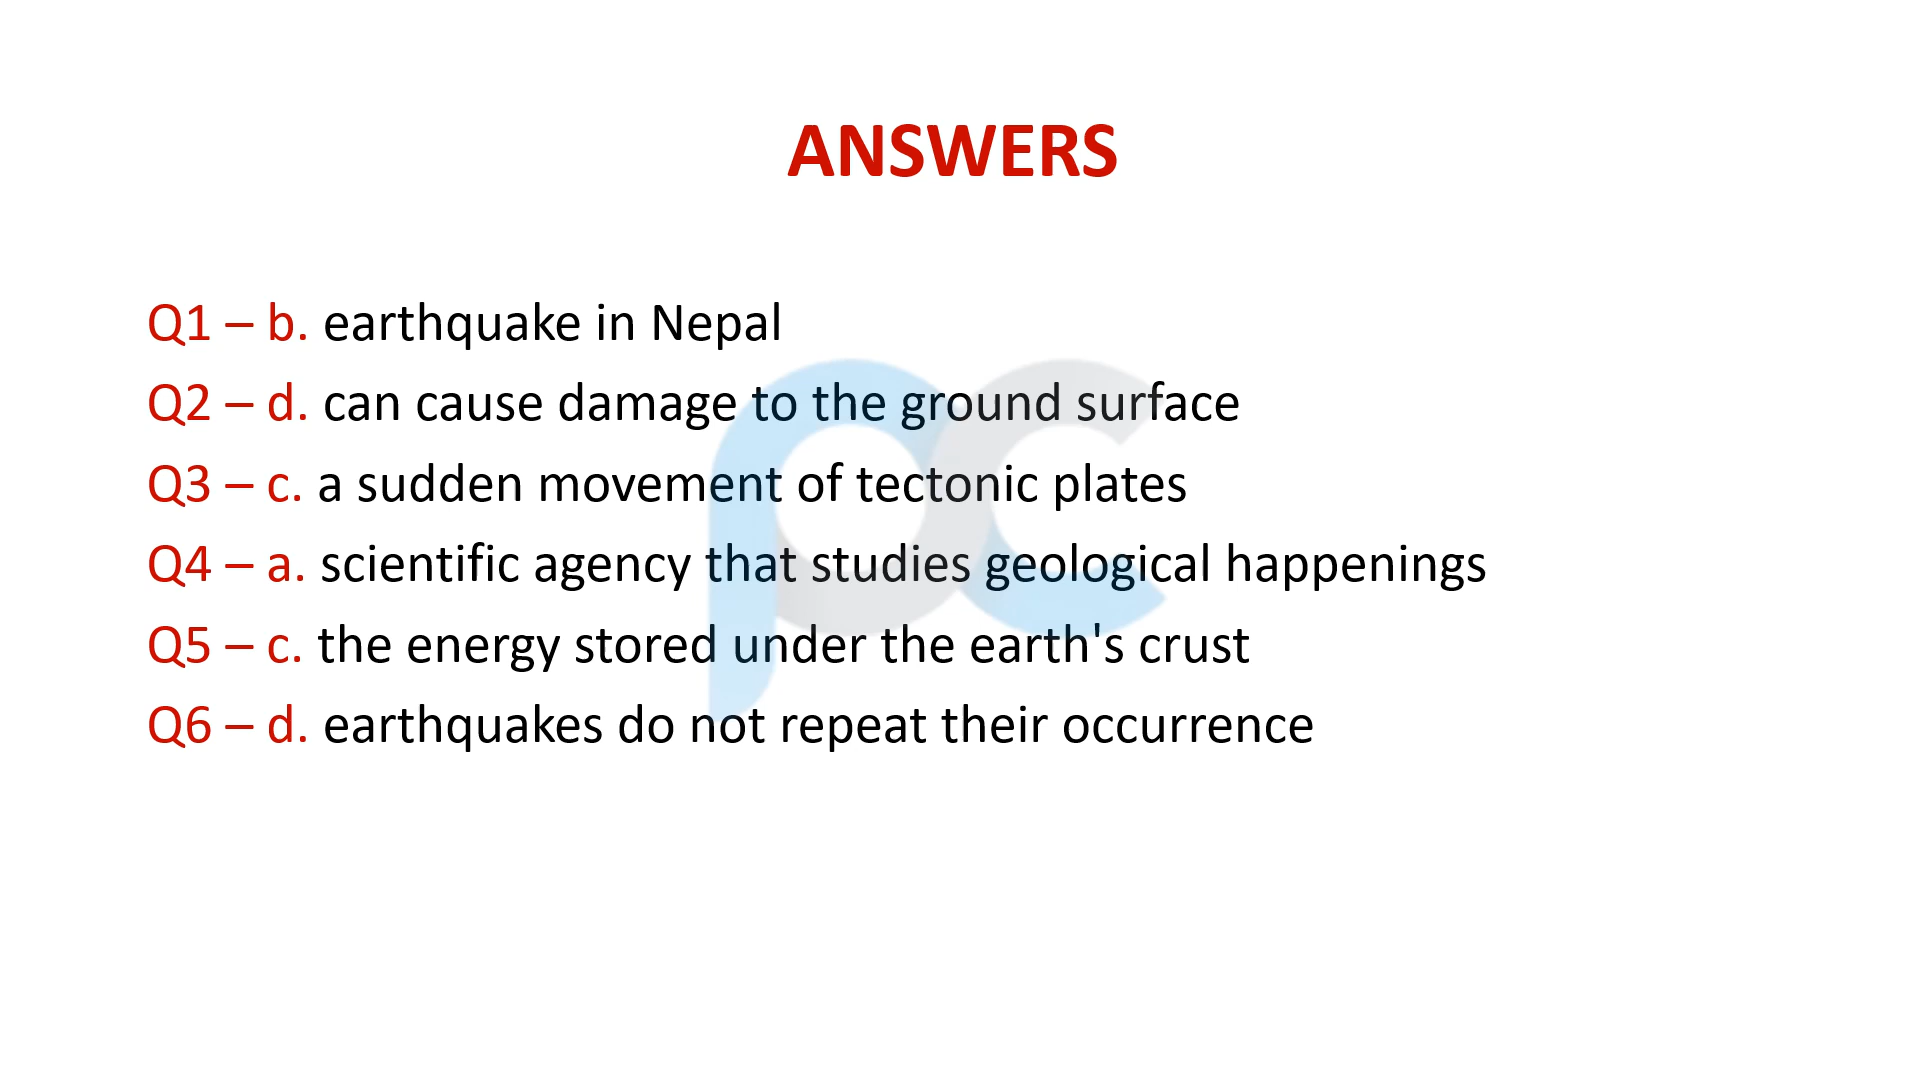 ANSWERS
Q1 – b. earthquake in Nepal
Q2 – d. can cause damage to the ground surface
Q3 – c. a sudden movement of tectonic plates
Q4 – a. scientific agency that studies geological happenings
Q5 – c. the energy stored under the earth's crust
Q6 – d. earthquakes do not repeat their occurrence